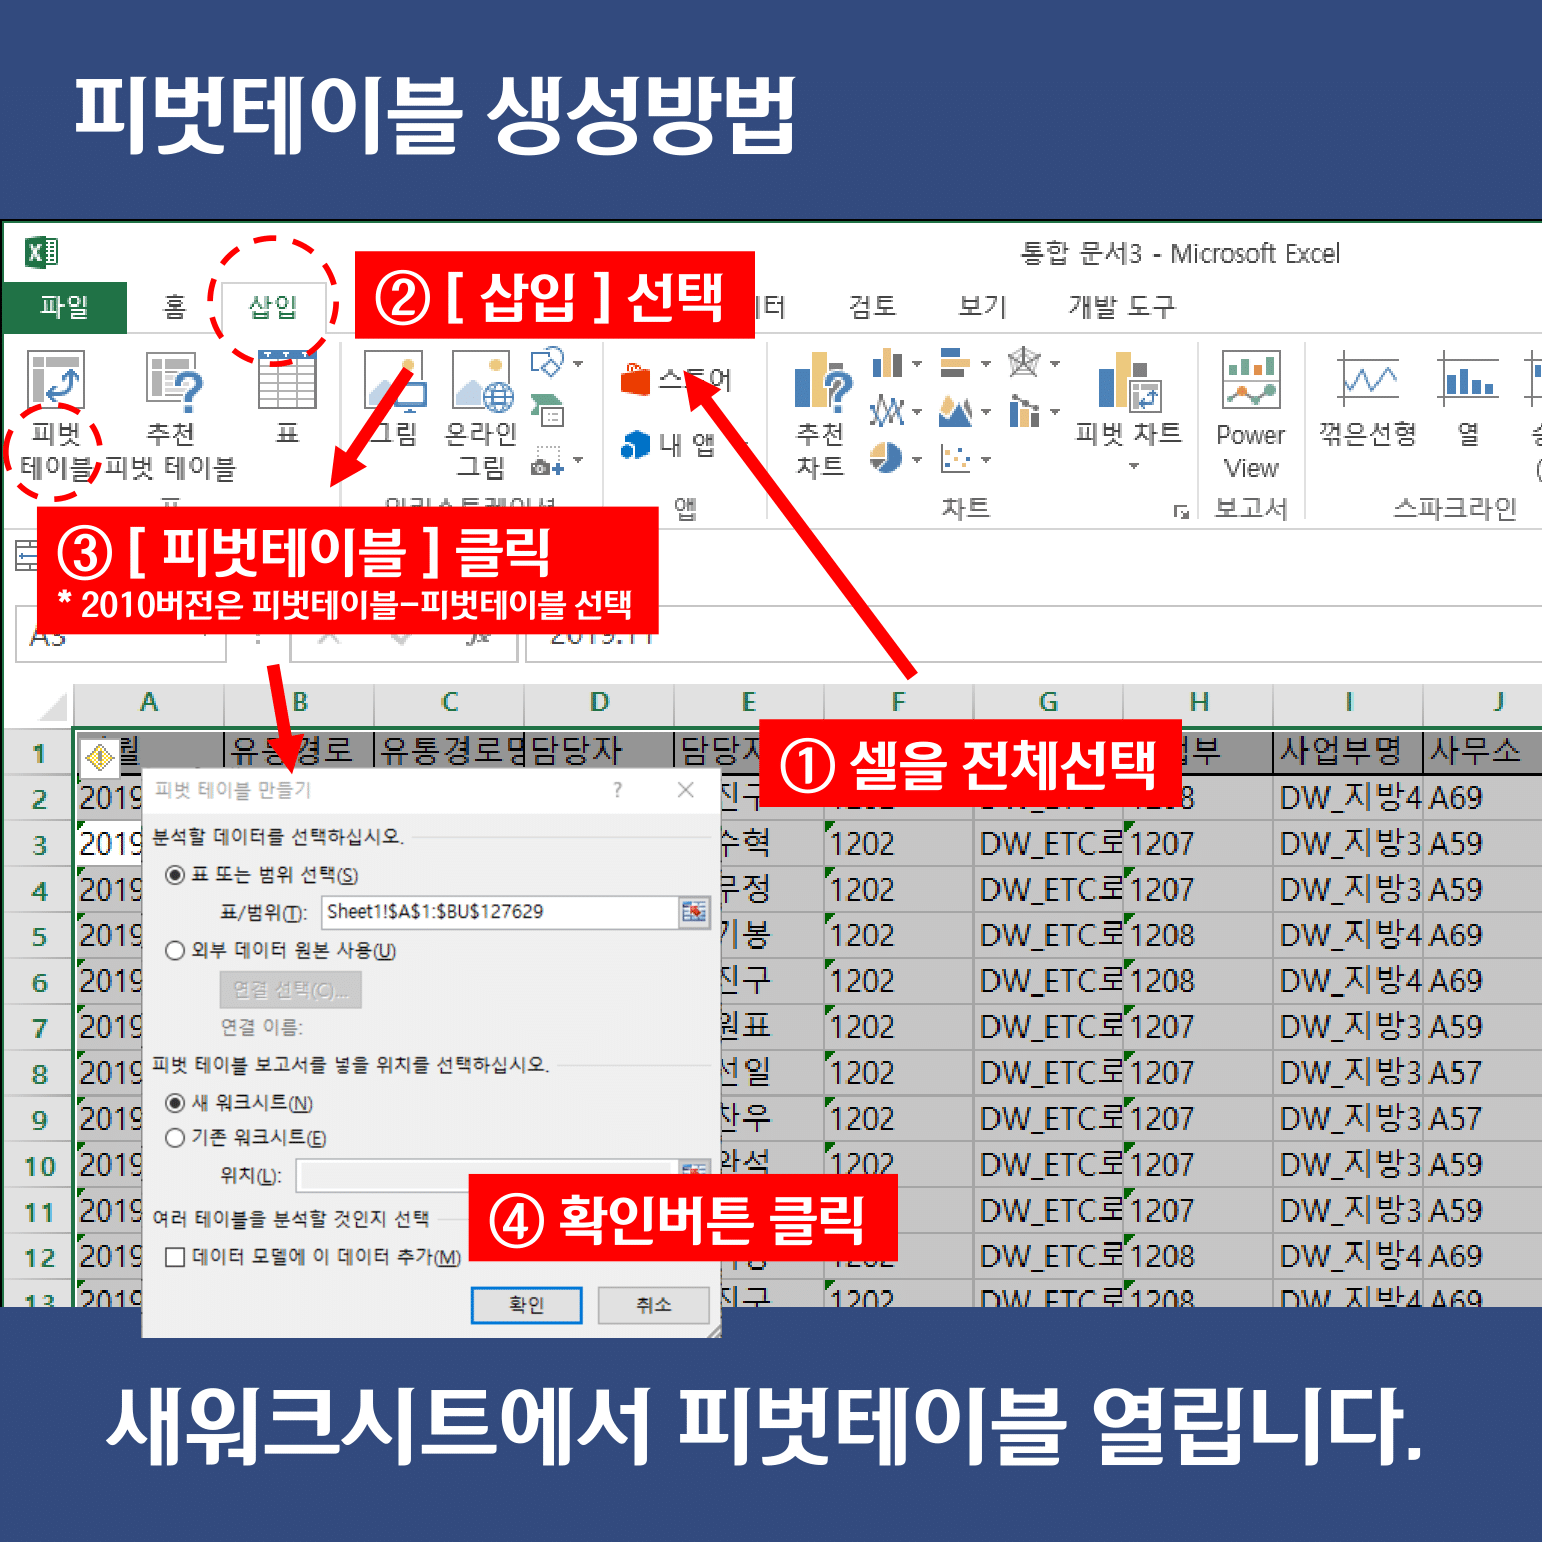 피벗테이블 생성방법
통합 문서3 - Microsoft Excel
파일 홈 삽입 검토 보기 개발 도구
② [ 삽입 ] 선택
피벗 테이블
추천 피벗 테이블
표
그림
온라인 그림
스토어
내 앱
앱
추천 차트
피벗 차트
차트
Power View
보고서
꺾은선형
열
스파크라인
③ [ 피벗테이블 ] 클릭
* 2010버전은 피벗테이블-피벗테이블 선택
A3 2019.11
A B C D E F G H I J
1 유통경로 유통경로명 담당자 사업부명 사무소
① 셀을 전체선택
2 2019 DW_지방4 A69
3 2019 수혁 1202 DW_ETC로 1207 DW_지방3 A59
4 2019 무정 1202 DW_ETC로 1207 DW_지방3 A59
5 2019 기봉 1202 DW_ETC로 1208 DW_지방4 A69
6 2019 진구 1202 DW_ETC로 1208 DW_지방4 A69
7 2019 원표 1202 DW_ETC로 1207 DW_지방3 A59
8 2019 선일 1202 DW_ETC로 1207 DW_지방3 A57
9 2019 찬우 1202 DW_ETC로 1207 DW_지방3 A57
10 2019 완석 1202 DW_ETC로 1207 DW_지방3 A59
11 2019 DW_ETC로 1207 DW_지방3 A59
12 2019 DW_ETC로 1208 DW_지방4 A69
13 2019 진구 1202 DW_ETC로 1208 DW_지방4 A69
피벗 테이블 만들기 ?
분석할 데이터를 선택하십시오.
표 또는 범위 선택(S)
표/범위(T): Sheet1!$A$1:$BU$127629
외부 데이터 원본 사용(U)
연결 선택(C)...
연결 이름:
피벗 테이블 보고서를 넣을 위치를 선택하십시오.
새 워크시트(N)
기존 워크시트(E)
위치(L):
④ 확인버튼 클릭
여러 테이블을 분석할 것인지 선택
데이터 모델에 이 데이터 추가(M)
확인 취소
새워크시트에서 피벗테이블 열립니다.